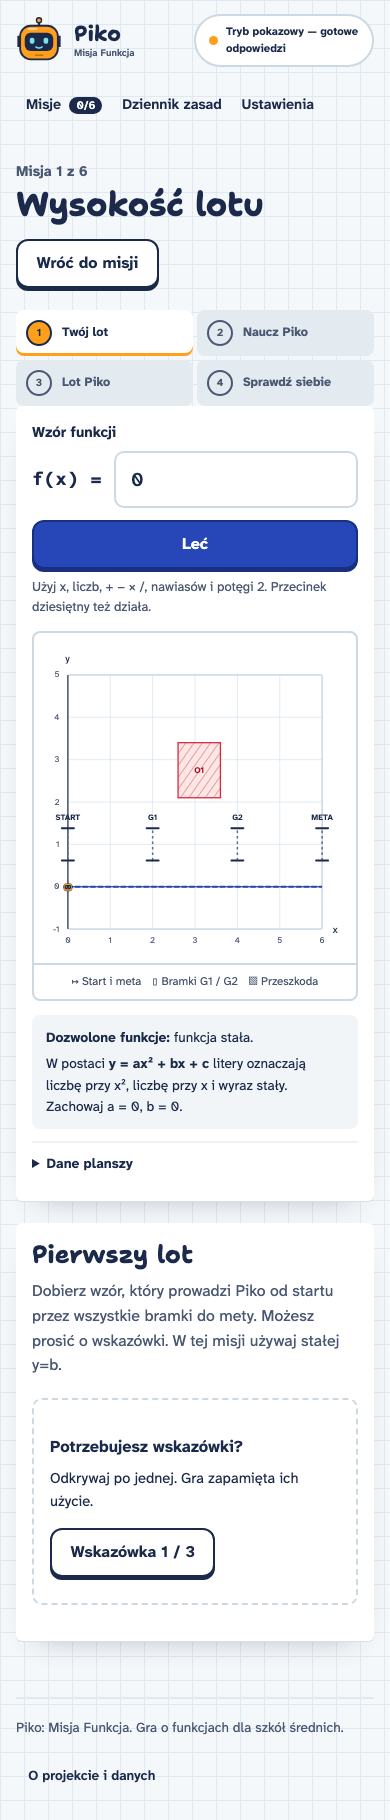 Piko
Misja Funkcja
Tryb pokazowy — gotowe
odpowiedzi
Misje 0/6 Dziennik zasad Ustawienia
Misja 1 z 6
Wysokość lotu
Wróć do misji
1 Twój lot
2 Naucz Piko
3 Lot Piko
4 Sprawdź siebie
Wzór funkcji
f(x) = 0
Leć
Użyj x, liczb, + − × /, nawiasów i potęgi 2. Przecinek
dziesiętny też działa.
y
5
4
3
O1
2
START G1 G2 META
1
0
-1
0 1 2 3 4 5 6 x
↦ Start i meta ▯ Bramki G1 / G2 ▨ Przeszkoda
Dozwolone funkcje: funkcja stała.
W postaci y = ax² + bx + c litery oznaczają
liczbę przy x², liczbę przy x i wyraz stały.
Zachowaj a = 0, b = 0.
▶ Dane planszy
Pierwszy lot
Dobierz wzór, który prowadzi Piko od startu
przez wszystkie bramki do mety. Możesz
prosić o wskazówki. W tej misji używaj stałej
y=b.
Potrzebujesz wskazówki?
Odkrywaj po jednej. Gra zapamięta ich
użycie.
Wskazówka 1 / 3
Piko: Misja Funkcja. Gra o funkcjach dla szkół średnich.
O projekcie i danych